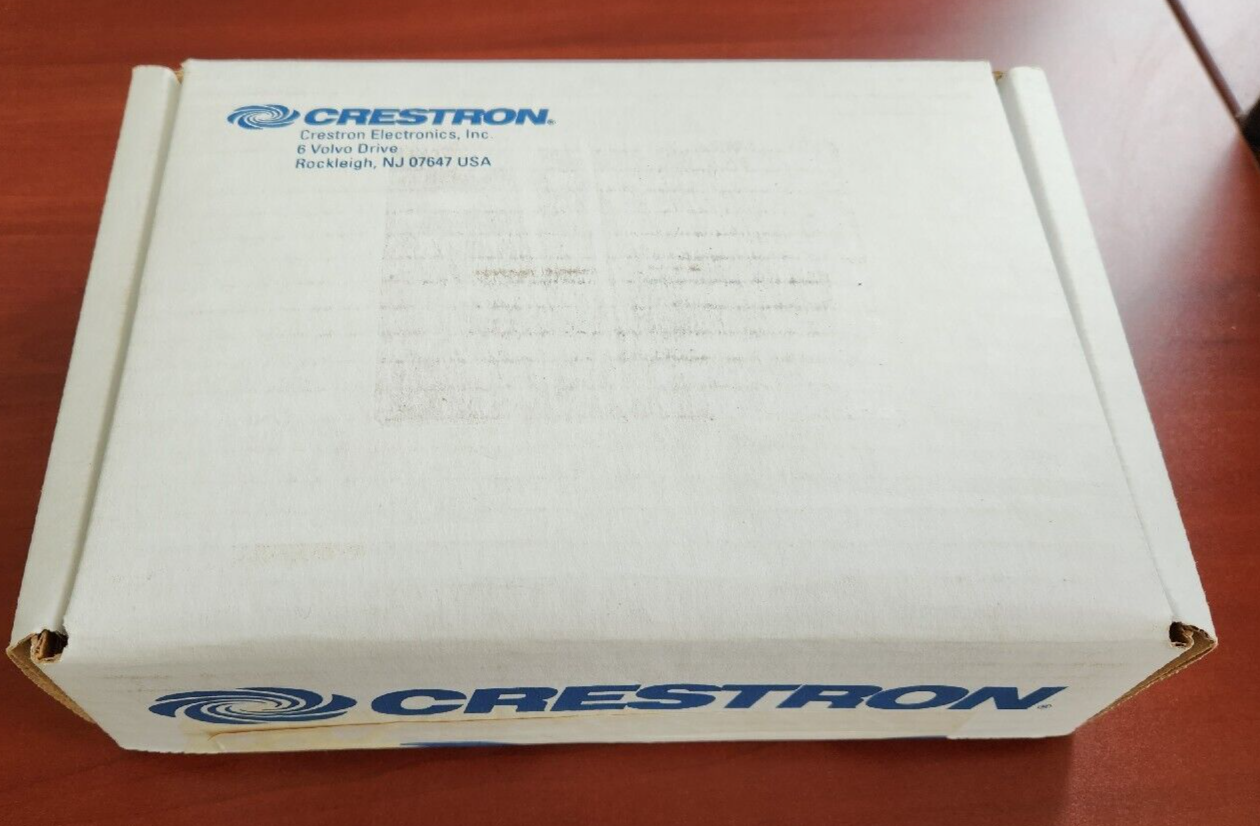 CRESTRON®
Crestron Electronics, Inc.
6 Volvo Drive
Rockleigh, NJ 07647 USA
CRESTRON®